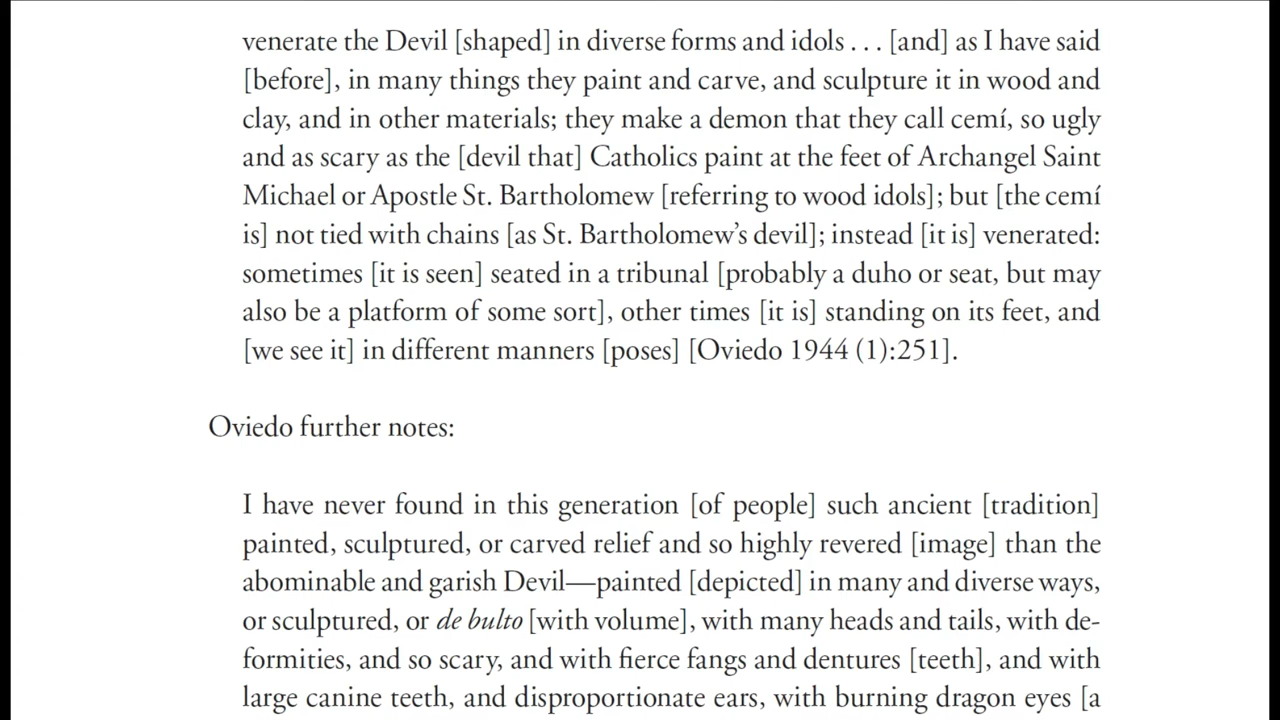 venerate the Devil [shaped] in diverse forms and idols . . . [and] as I have said
[before], in many things they paint and carve, and sculpture it in wood and
clay, and in other materials; they make a demon that they call cemí, so ugly
and as scary as the [devil that] Catholics paint at the feet of Archangel Saint
Michael or Apostle St. Bartholomew [referring to wood idols]; but [the cemí
is] not tied with chains [as St. Bartholomew’s devil]; instead [it is] venerated:
sometimes [it is seen] seated in a tribunal [probably a duho or seat, but may
also be a platform of some sort], other times [it is] standing on its feet, and
[we see it] in different manners [poses] [Oviedo 1944 (1):251].
Oviedo further notes:
I have never found in this generation [of people] such ancient [tradition]
painted, sculptured, or carved relief and so highly revered [image] than the
abominable and garish Devil—painted [depicted] in many and diverse ways,
or sculptured, or de bulto [with volume], with many heads and tails, with de-
formities, and so scary, and with fierce fangs and dentures [teeth], and with
large canine teeth, and disproportionate ears, with burning dragon eyes [a